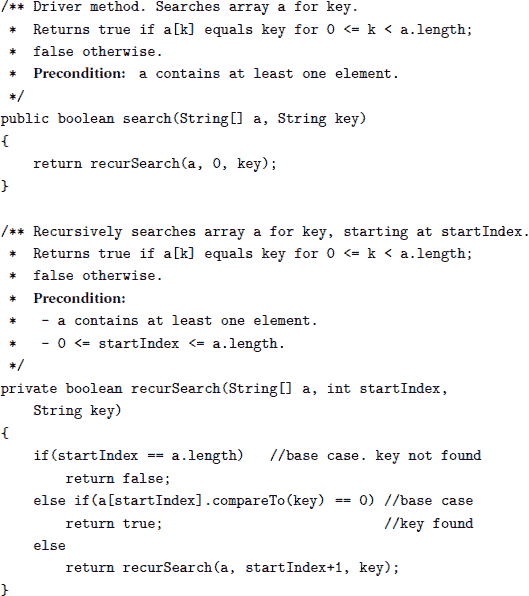 /** Driver method. Searches array a for key.
 *  Returns true if a[k] equals key for 0 <= k < a.length;
 *  false otherwise.
 *  Precondition: a contains at least one element.
 */
public boolean search(String[] a, String key)
{
    return recurSearch(a, 0, key);
}

/** Recursively searches array a for key, starting at startIndex.
 *  Returns true if a[k] equals key for 0 <= k < a.length;
 *  false otherwise.
 *  Precondition:
 *   - a contains at least one element.
 *   - 0 <= startIndex <= a.length.
 */
private boolean recurSearch(String[] a, int startIndex,
    String key)
{
    if(startIndex == a.length)   //base case. key not found
        return false;
    else if(a[startIndex].compareTo(key) == 0) //base case
        return true;                           //key found
    else
        return recurSearch(a, startIndex+1, key);
}